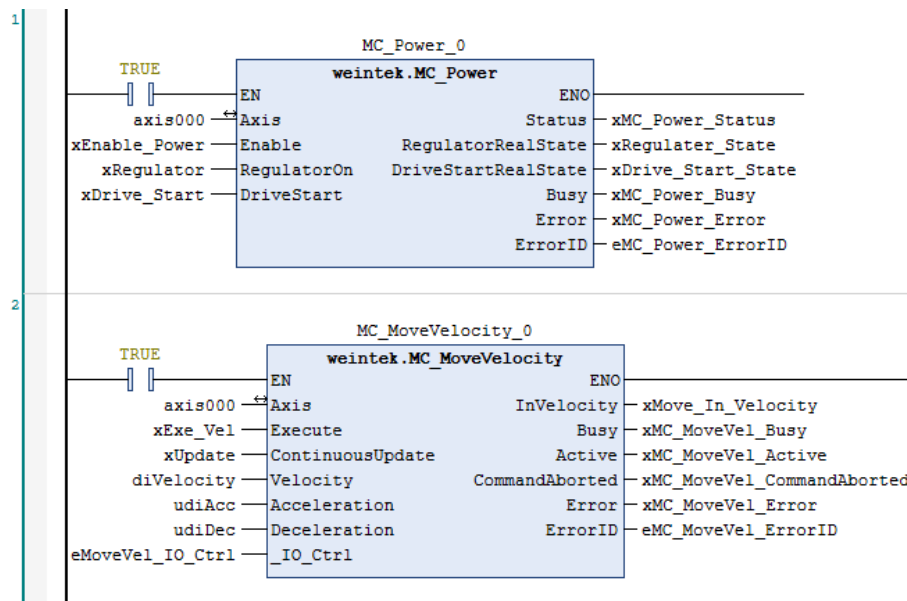 1
MC_Power_0
TRUE
weintek.MC_Power
EN ENO
axis000 Axis Status xMC_Power_Status
xEnable_Power Enable RegulatorRealState xRegulater_State
xRegulator RegulatorOn DriveStartRealState xDrive_Start_State
xDrive_Start DriveStart Busy xMC_Power_Busy
Error xMC_Power_Error
ErrorID eMC_Power_ErrorID
2
MC_MoveVelocity_0
TRUE
weintek.MC_MoveVelocity
EN ENO
axis000 Axis InVelocity xMove_In_Velocity
xExe_Vel Execute Busy xMC_MoveVel_Busy
xUpdate ContinuousUpdate Active xMC_MoveVel_Active
diVelocity Velocity CommandAborted xMC_MoveVel_CommandAborted
udiAcc Acceleration Error xMC_MoveVel_Error
udiDec Deceleration ErrorID eMC_MoveVel_ErrorID
eMoveVel_IO_Ctrl _IO_Ctrl